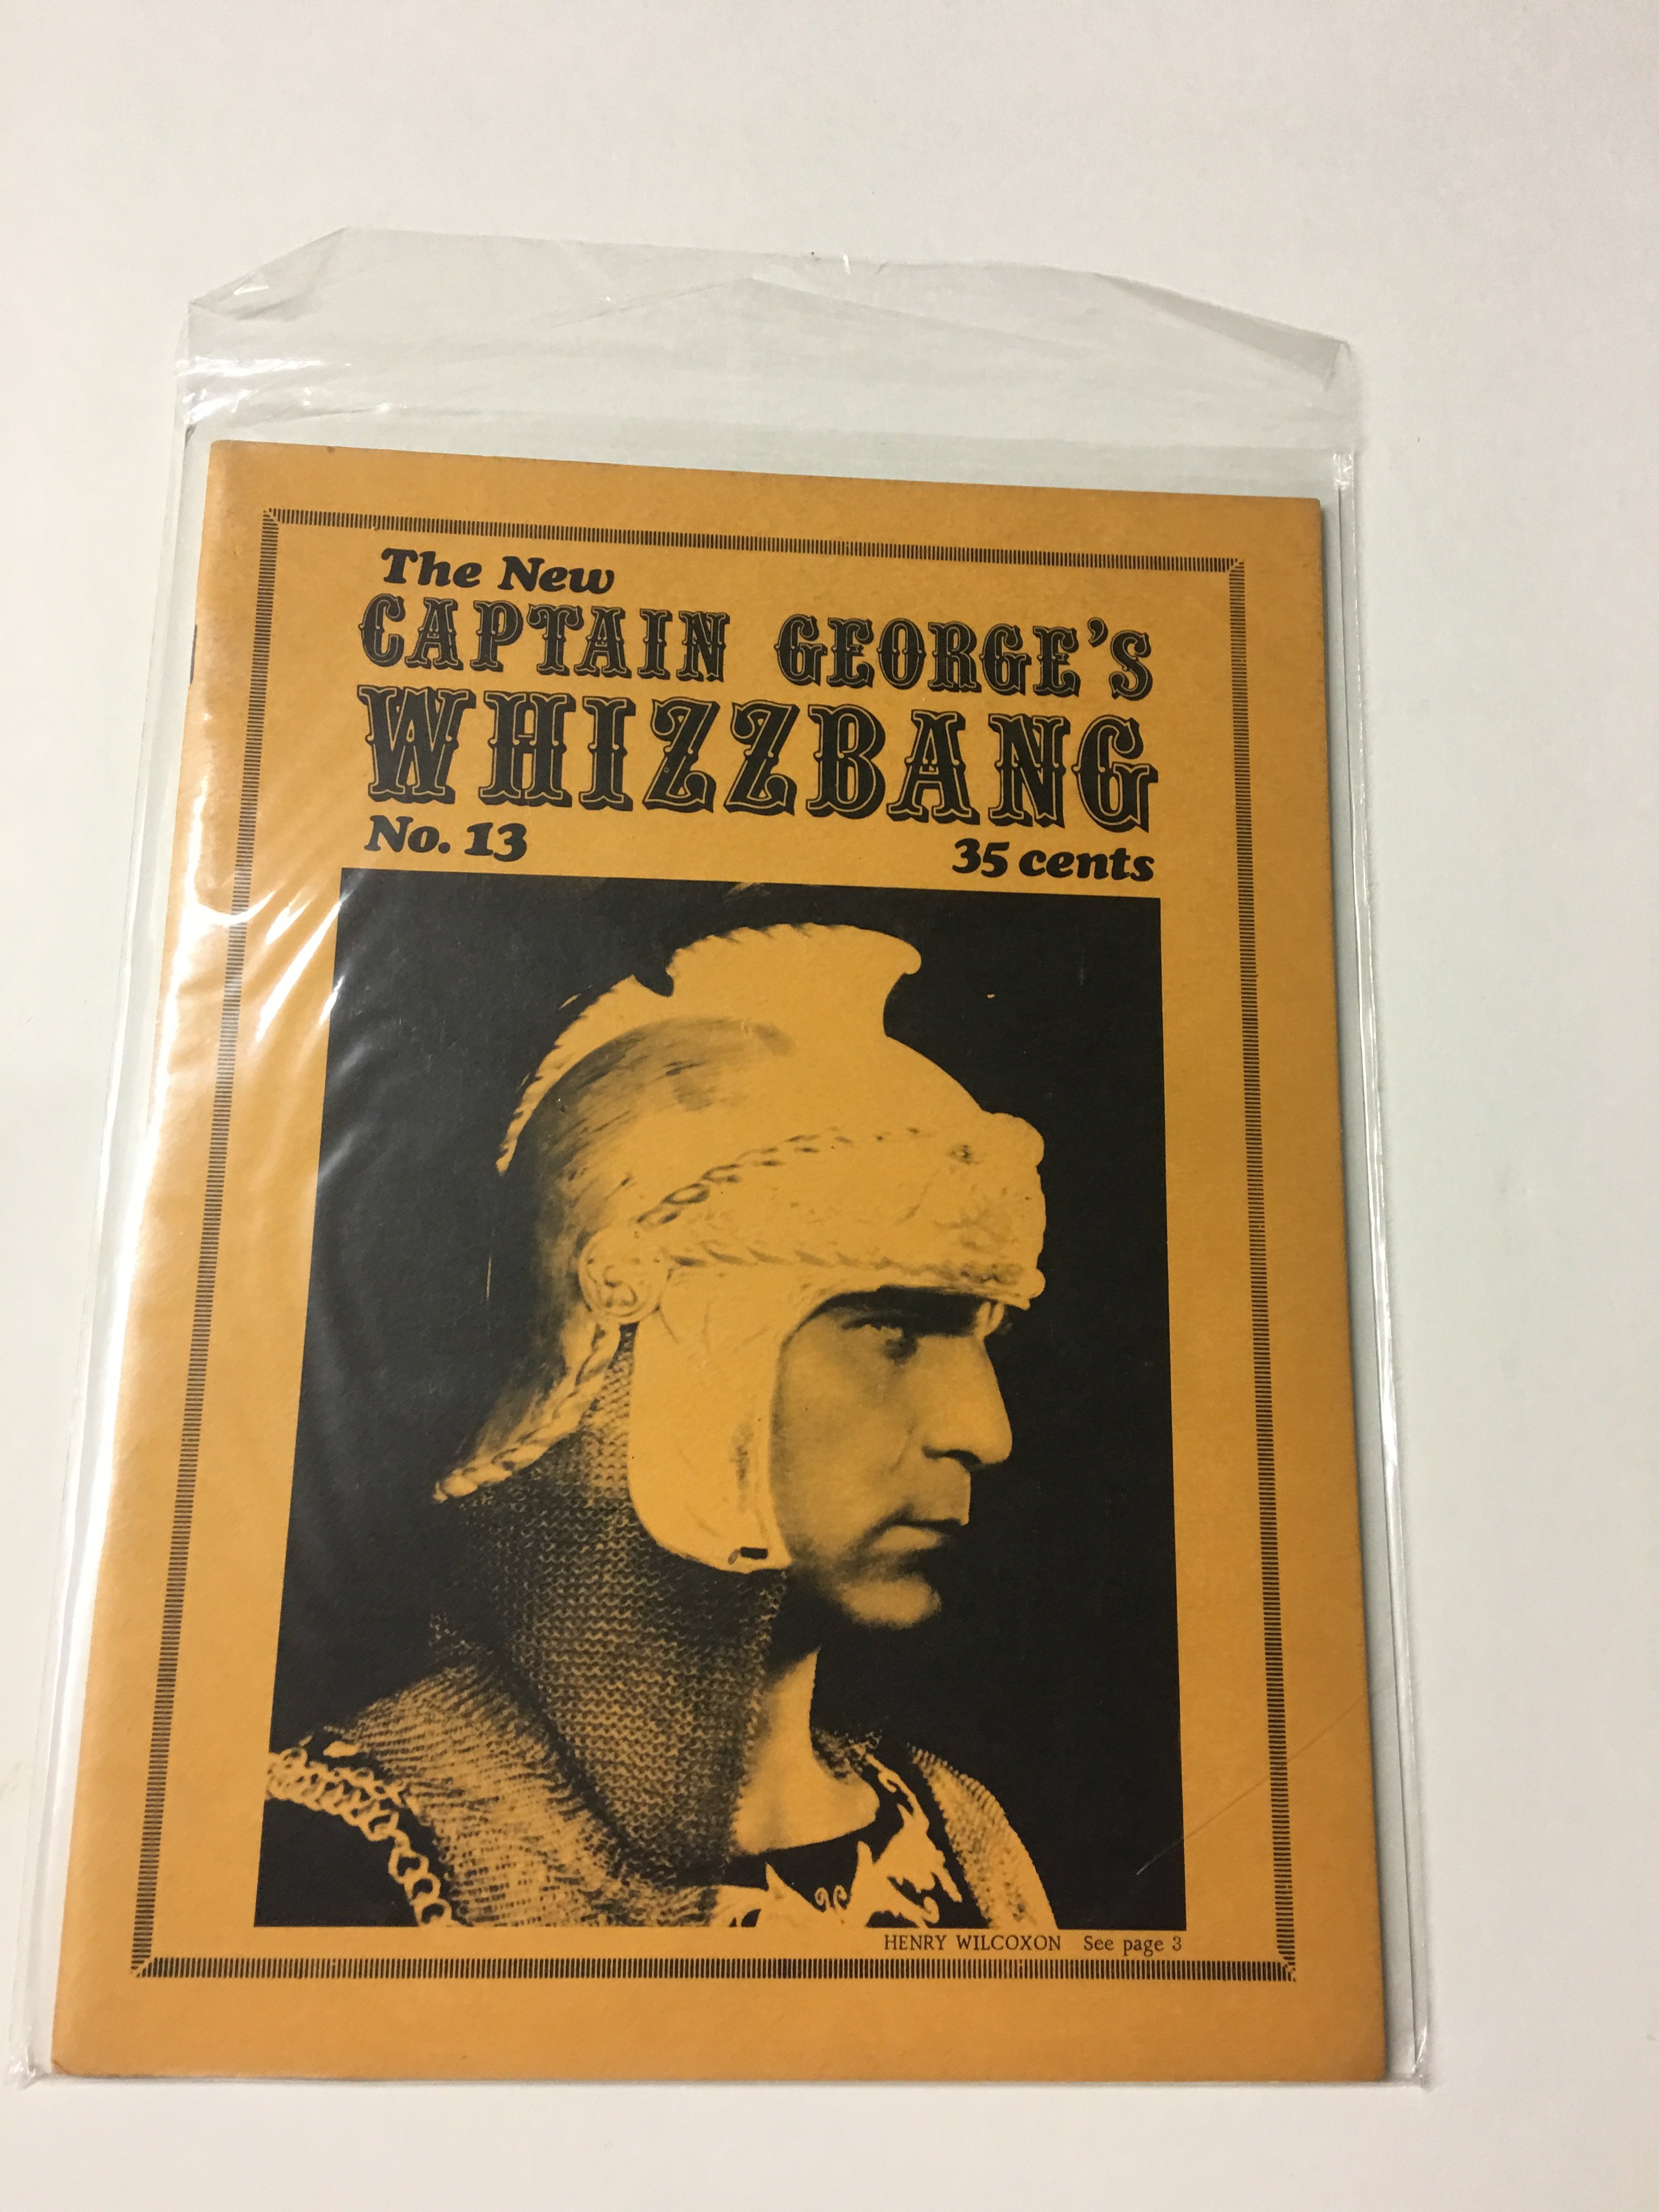 The New
CAPTAIN GEORGE'S
WHIZZBANG
No. 13 35 cents
HENRY WILCOXON See page 3